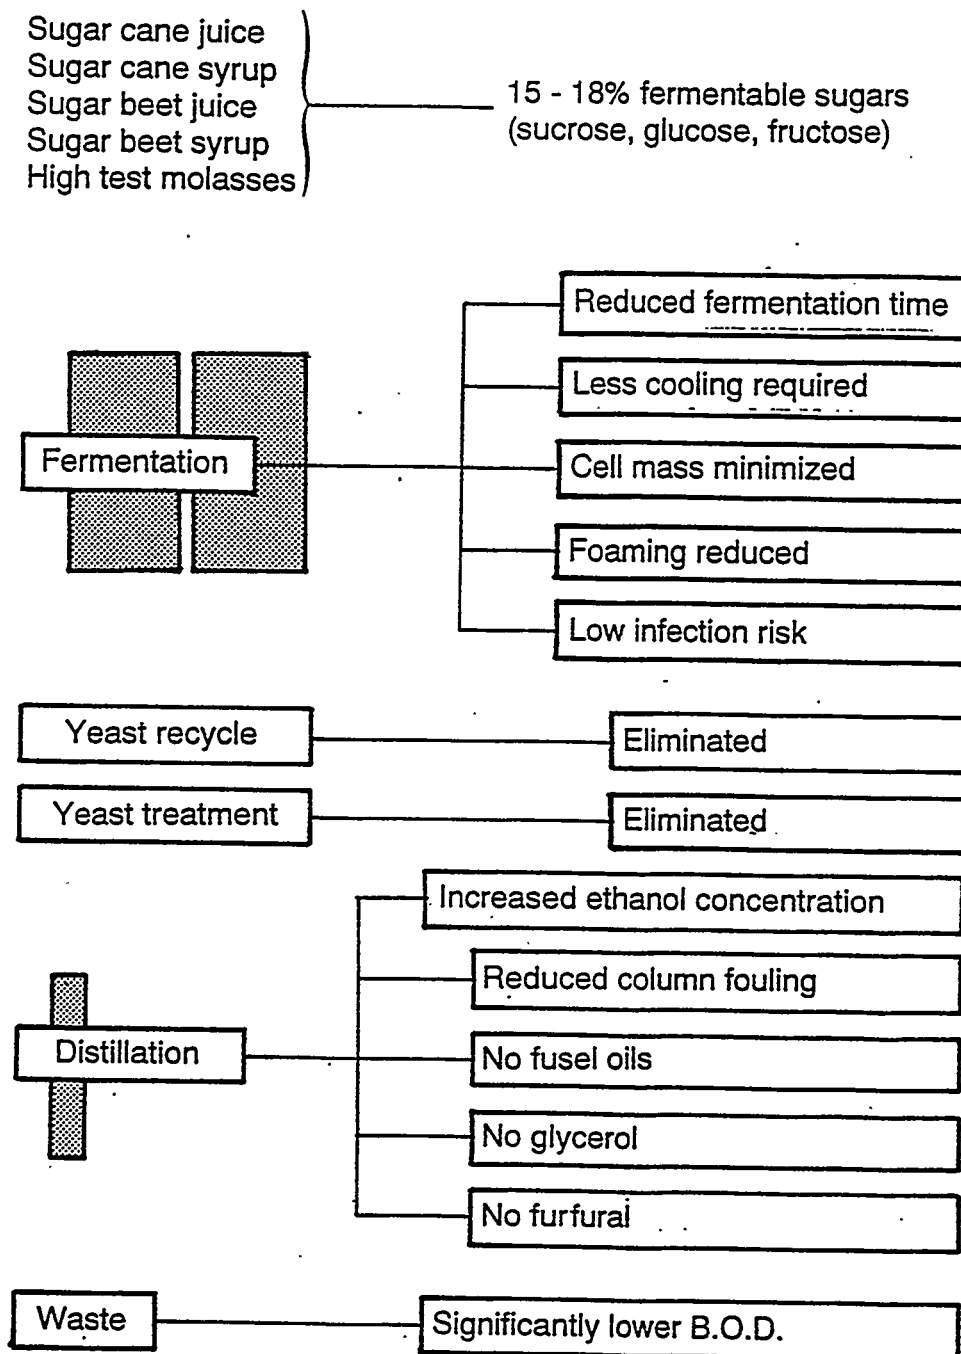 Sugar cane juice
Sugar cane syrup
Sugar beet juice
Sugar beet syrup
High test molasses
15 - 18% fermentable sugars
(sucrose, glucose, fructose)
Fermentation
Reduced fermentation time
Less cooling required
Cell mass minimized
Foaming reduced
Low infection risk
Yeast recycle
Eliminated
Yeast treatment
Eliminated
Distillation
Increased ethanol concentration
Reduced column fouling
No fusel oils
No glycerol
No furfural
Waste
Significantly lower B.O.D.